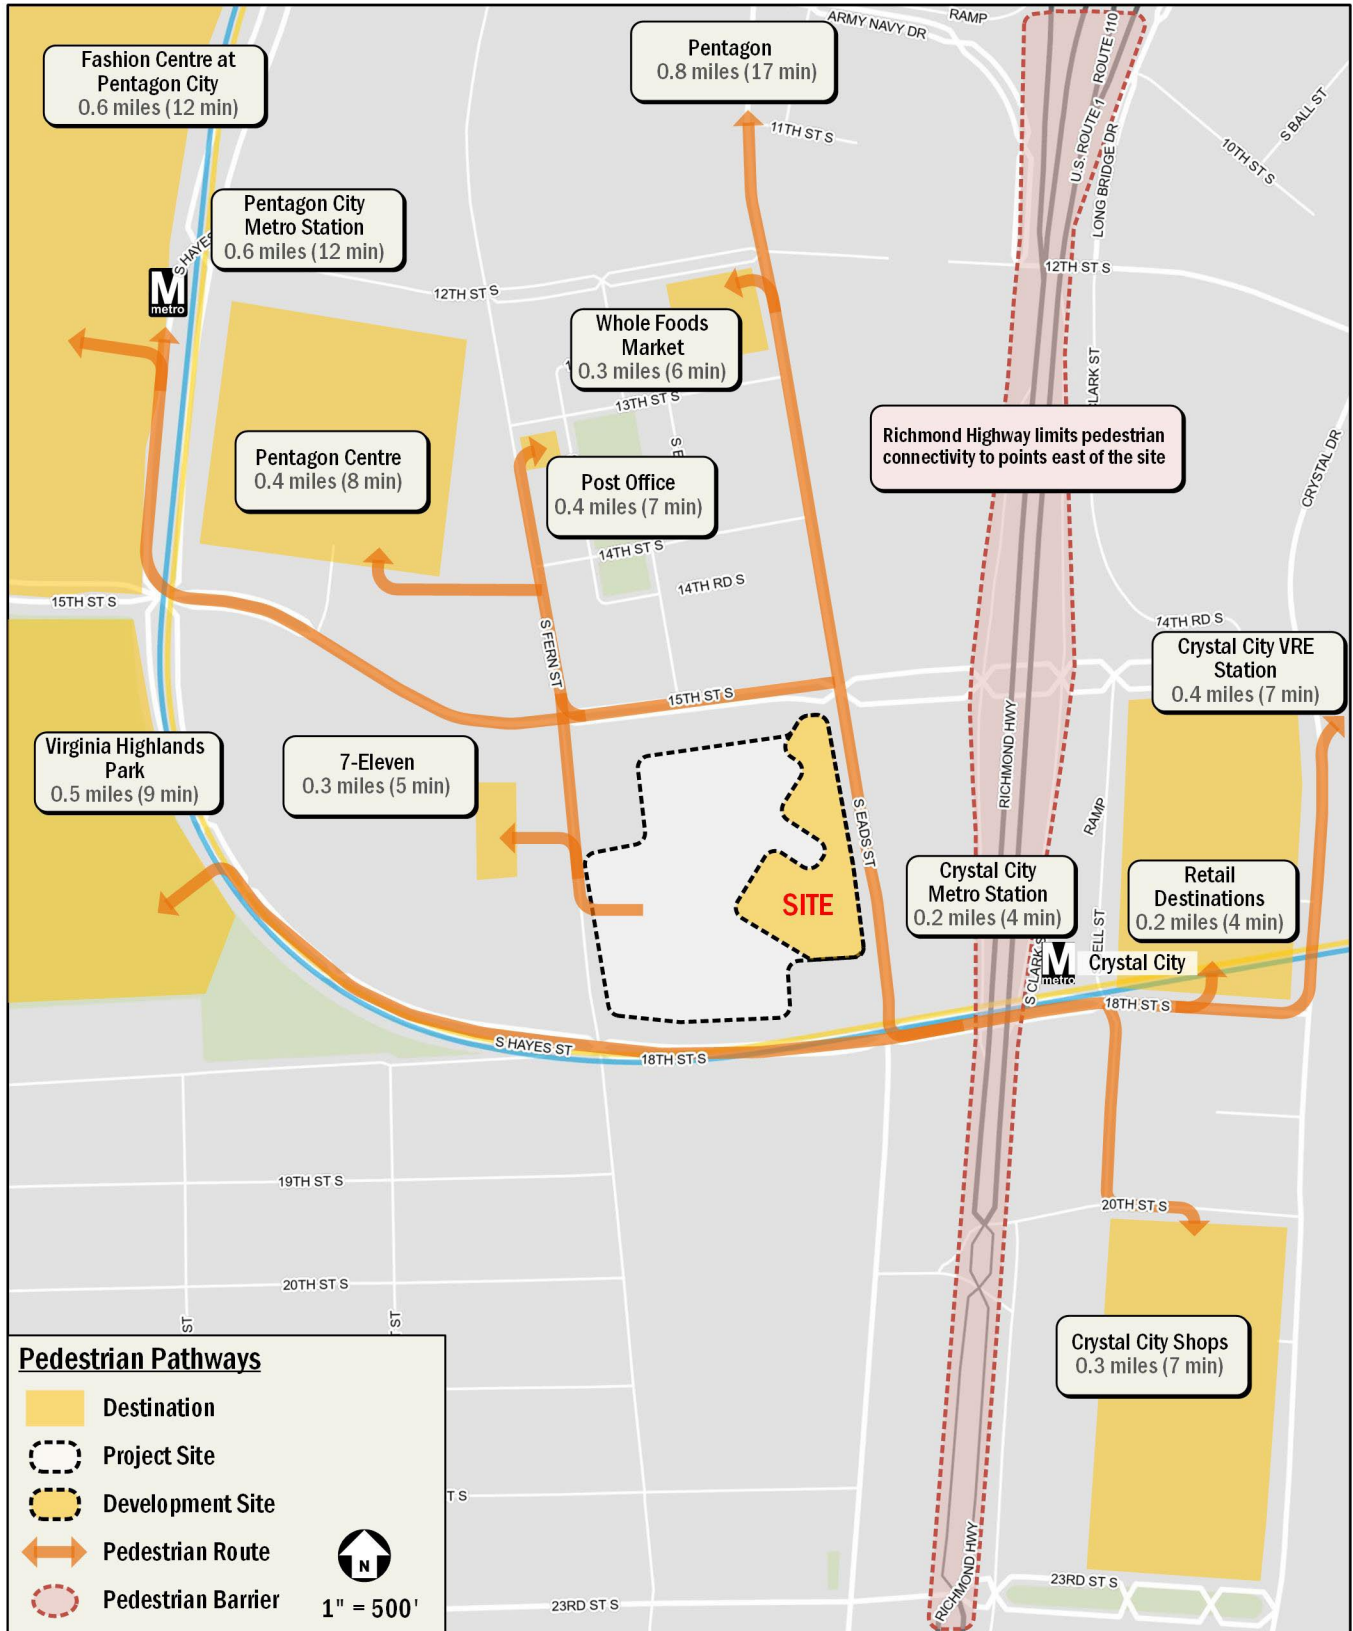 ARMY NAVY DR
RAMP
Fashion Centre at
Pentagon City
0.6 miles (12 min)
Pentagon
0.8 miles (17 min)
U.S. ROUTE 1
ROUTE 110
LONG BRIDGE DR
11TH ST S
10TH ST S
S BALL ST
Pentagon City
Metro Station
0.6 miles (12 min)
S HAYES
M
metro
12TH ST S
12TH ST S
Whole Foods
Market
0.3 miles (6 min)
13TH ST S
CLARK ST
CRYSTAL DR
Richmond Highway limits pedestrian
connectivity to points east of the site
Pentagon Centre
0.4 miles (8 min)
Post Office
0.4 miles (7 min)
14TH ST S
14TH RD S
15TH ST S
S FERN ST
14TH RD S
Crystal City VRE
Station
0.4 miles (7 min)
15TH ST S
RICHMOND HWY
Virginia Highlands
Park
0.5 miles (9 min)
7-Eleven
0.3 miles (5 min)
S EADS ST
RAMP
SITE
Crystal City
Metro Station
0.2 miles (4 min)
Retail
Destinations
0.2 miles (4 min)
ELL ST
S CLARK S
M
metro
Crystal City
18TH ST S
S HAYES ST
18TH ST S
19TH ST S
20TH ST S
20TH ST S
ST
ST
Crystal City Shops
0.3 miles (7 min)
Pedestrian Pathways
Destination
Project Site
Development Site
Pedestrian Route
Pedestrian Barrier
N
1" = 500'
T S
23RD ST S
RICHMOND HWY
23RD ST S